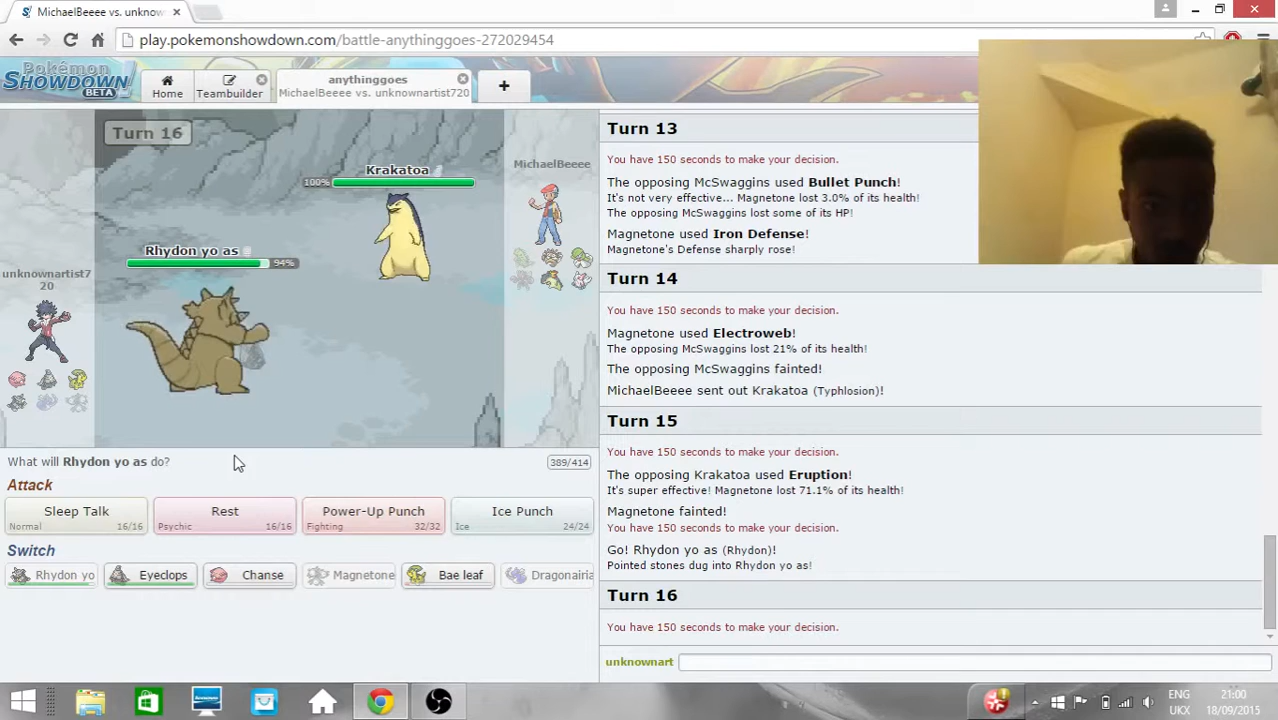 MichaelBeeee vs. unknown
play.pokemonshowdown.com/battle-anythinggoes-272029454
Pokémon
SHOWDOWN
BETA
Home
Teambuilder
anythinggoes
MichaelBeeee vs. unknownartist720
+
Turn 16
Krakatoa
100%
MichaelBeeee
Rhydon yo as
94%
unknownartist7
20
Turn 13
You have 150 seconds to make your decision.
The opposing McSwaggins used Bullet Punch!
It's not very effective... Magnetone lost 3.0% of its health!
The opposing McSwaggins lost some of its HP!
Magnetone used Iron Defense!
Magnetone's Defense sharply rose!
Turn 14
You have 150 seconds to make your decision.
Magnetone used Electroweb!
The opposing McSwaggins lost 21% of its health!
The opposing McSwaggins fainted!
MichaelBeeee sent out Krakatoa (Typhlosion)!
Turn 15
You have 150 seconds to make your decision.
The opposing Krakatoa used Eruption!
It's super effective! Magnetone lost 71.1% of its health!
Magnetone fainted!
You have 150 seconds to make your decision.
Go! Rhydon yo as (Rhydon)!
Pointed stones dug into Rhydon yo as!
Turn 16
You have 150 seconds to make your decision.
unknownart
What will Rhydon yo as do?
389/414
Attack
Sleep Talk
Normal 16/16
Rest
Psychic 16/16
Power-Up Punch
Fighting 32/32
Ice Punch
Ice 24/24
Switch
Rhydon yo
Eyeclops
Chanse
Magnetone
Bae leaf
Dragonairia
lenovo
ENG
UKX
21:00
18/09/2015